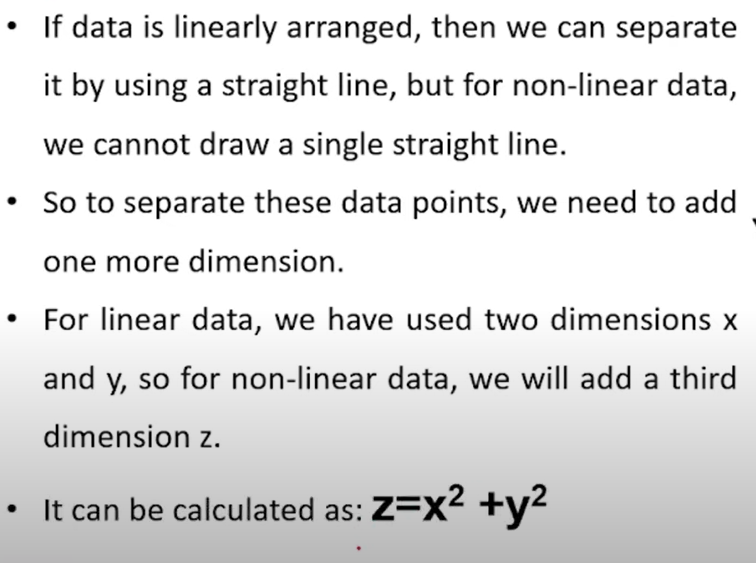 • If data is linearly arranged, then we can separate
it by using a straight line, but for non-linear data,
we cannot draw a single straight line.
• So to separate these data points, we need to add
one more dimension.
• For linear data, we have used two dimensions x
and y, so for non-linear data, we will add a third
dimension z.
• It can be calculated as: z=x² +y²